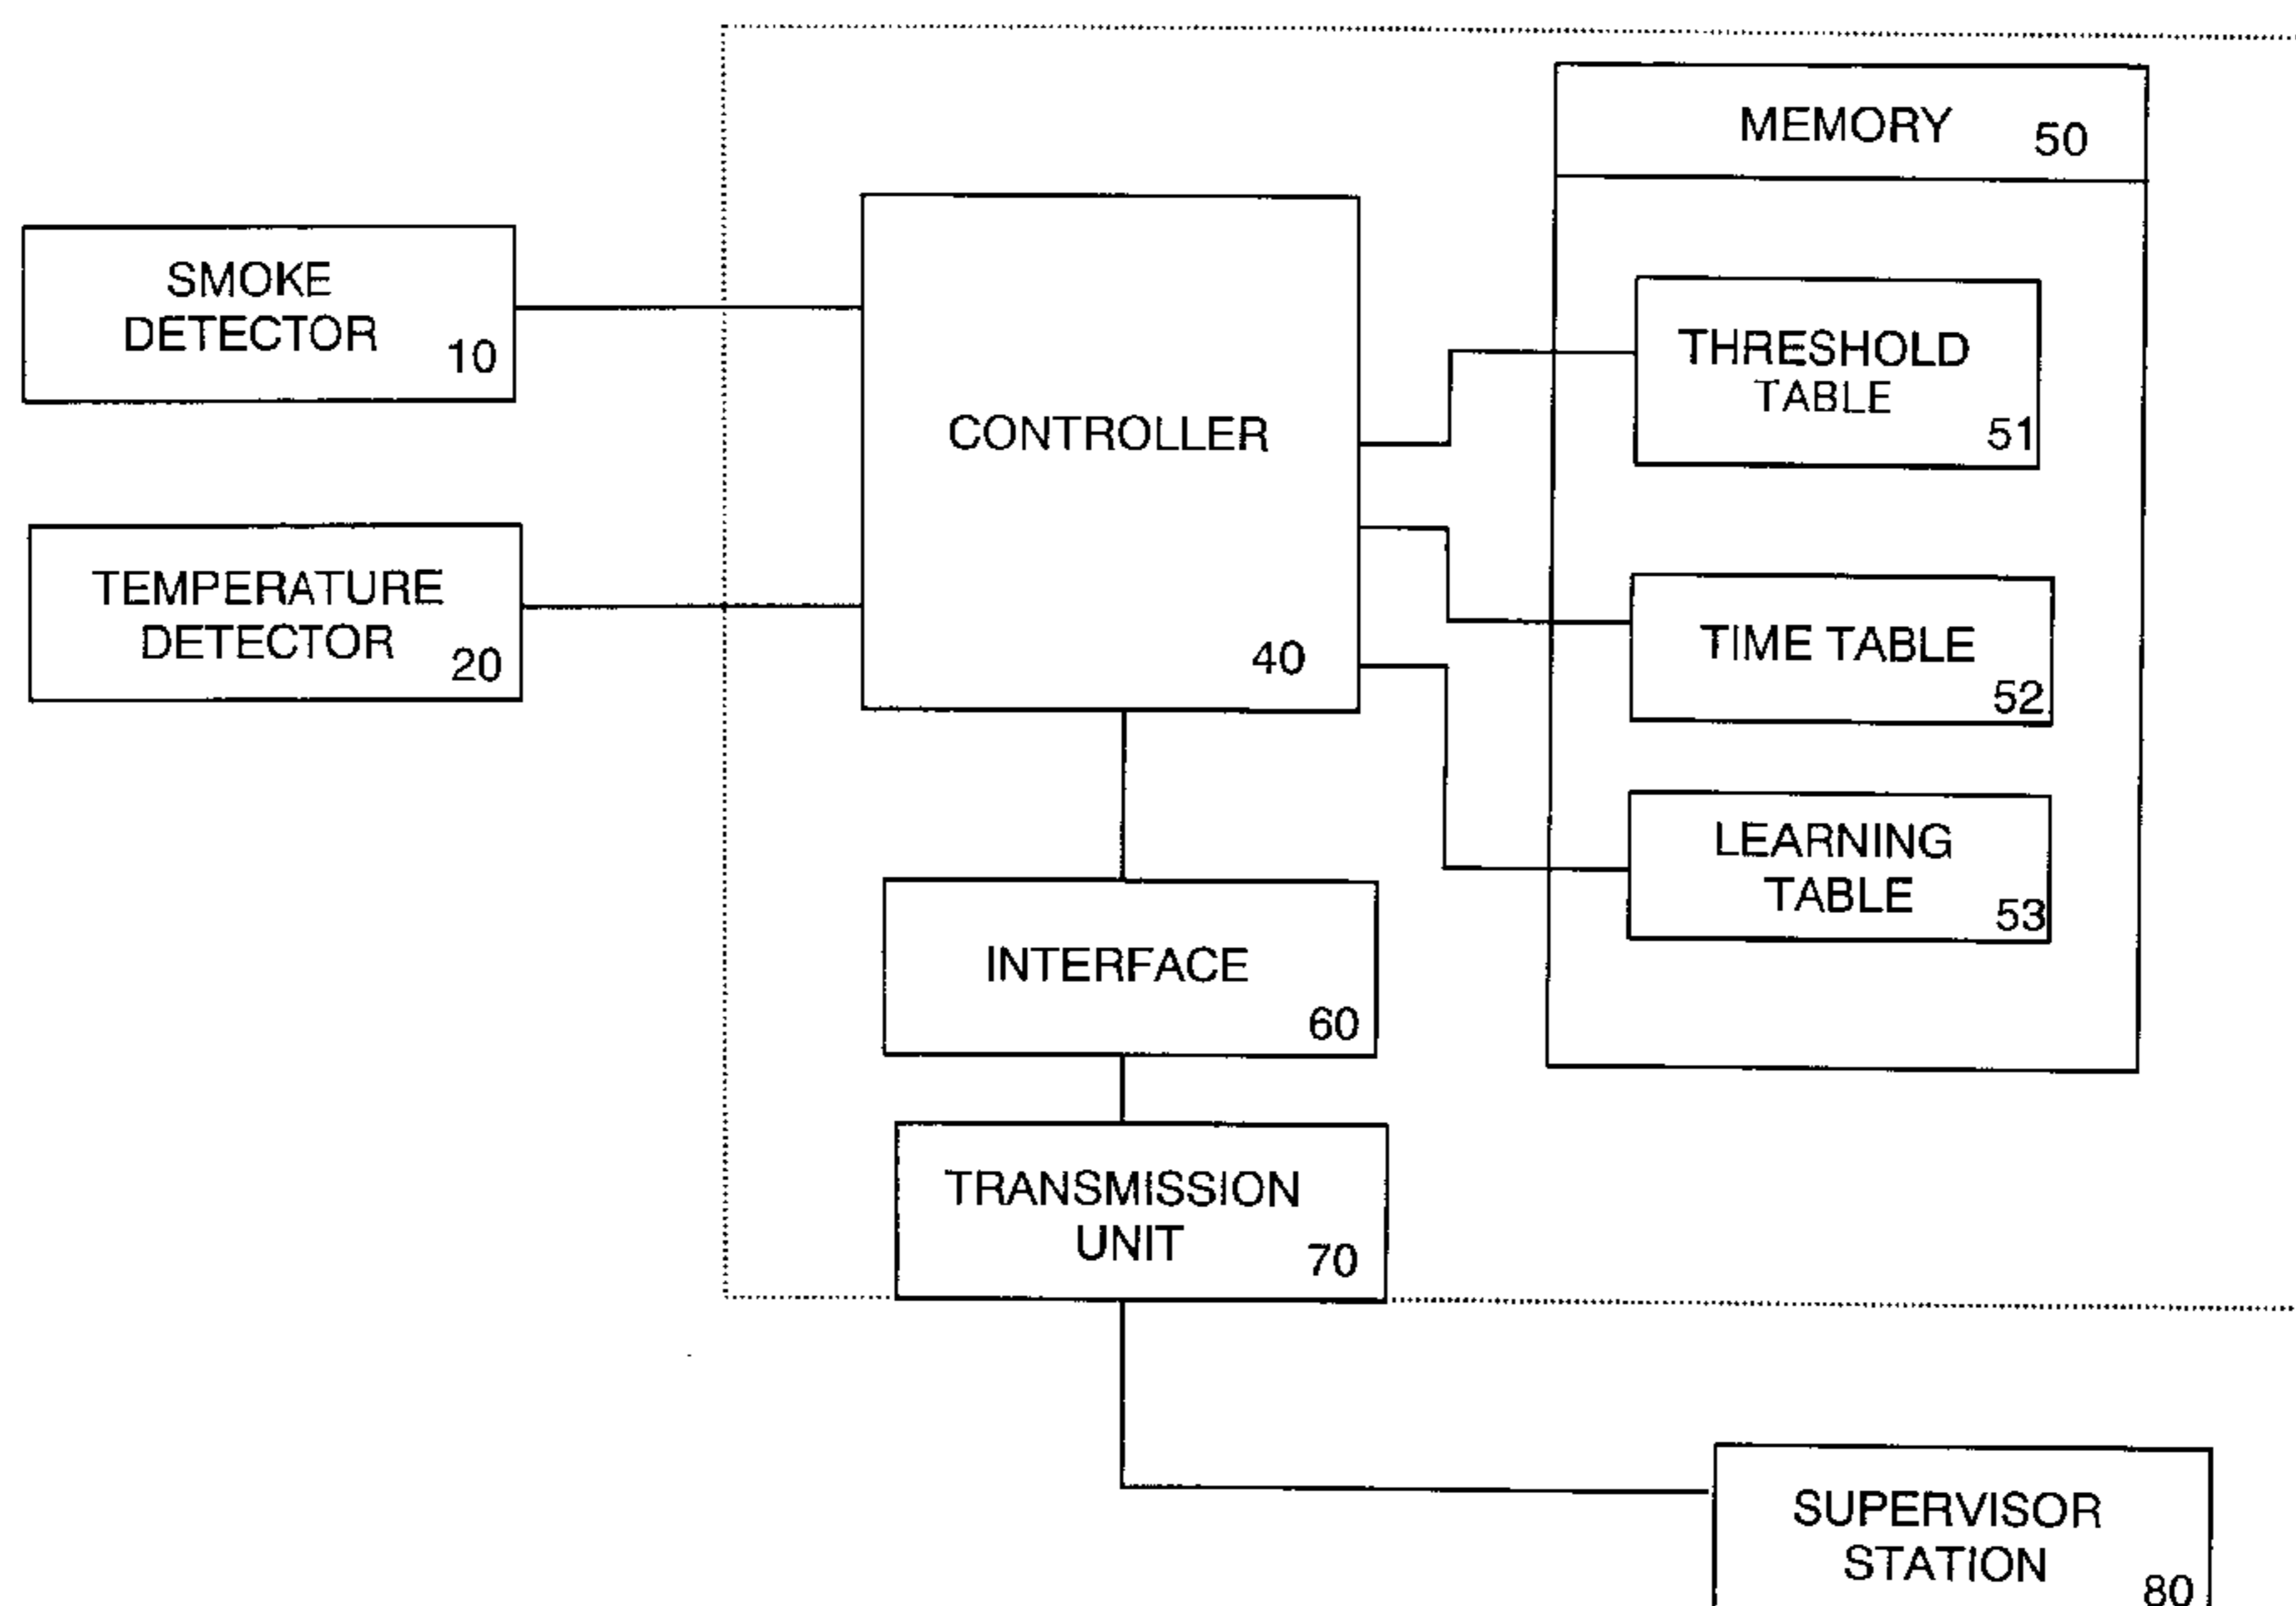 MEMORY 50
SMOKE
DETECTOR 10
CONTROLLER
40
THRESHOLD
TABLE
51
TEMPERATURE
DETECTOR 20
TIME TABLE
52
LEARNING
TABLE
53
INTERFACE
60
TRANSMISSION
UNIT 70
SUPERVISOR
STATION
80